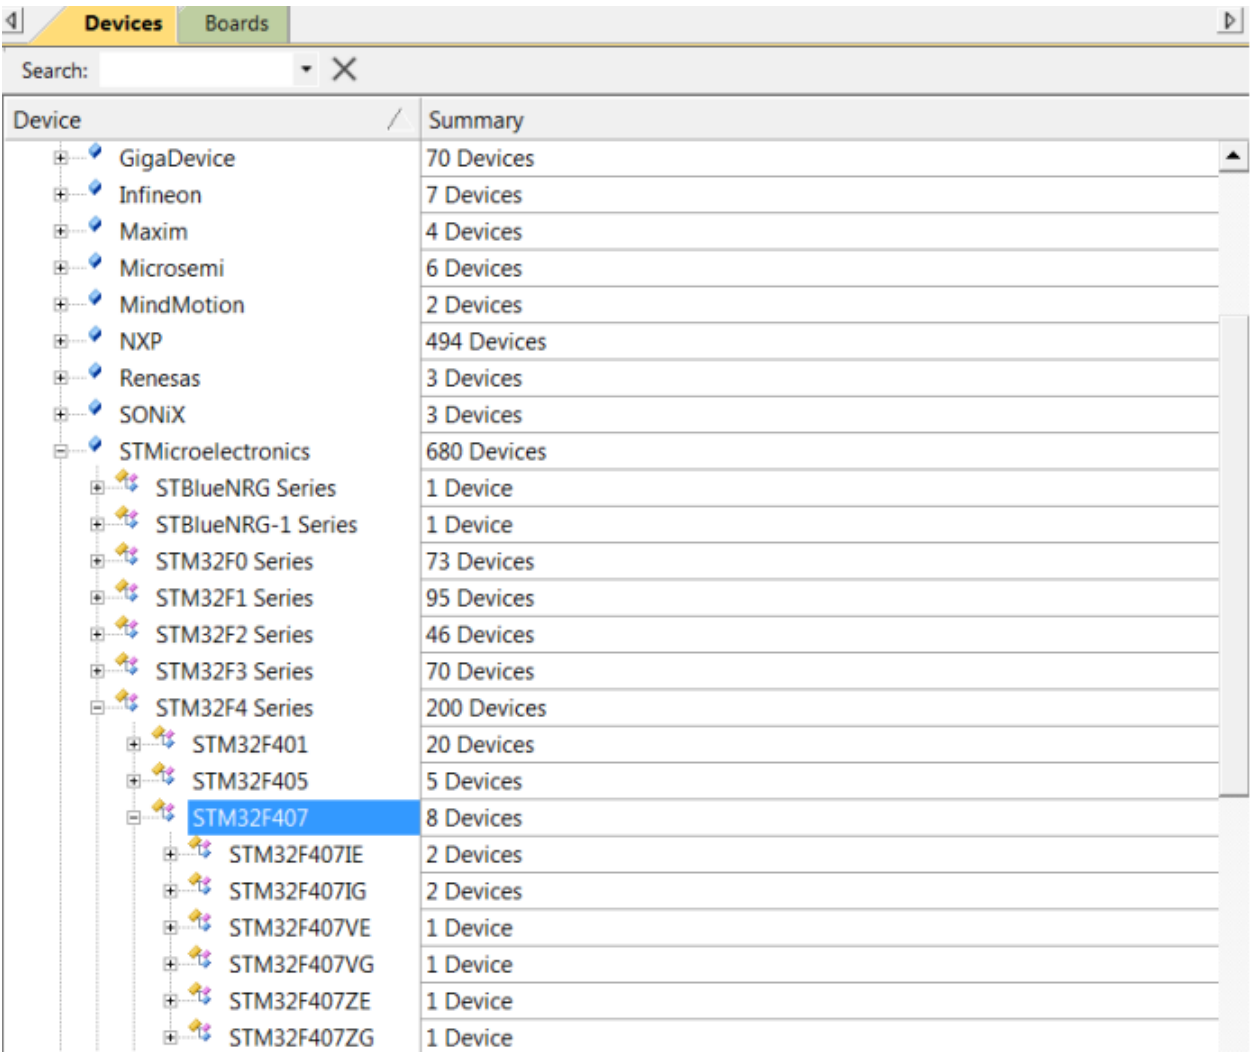 Devices Boards
Search:
Device Summary
GigaDevice 70 Devices
Infineon 7 Devices
Maxim 4 Devices
Microsemi 6 Devices
MindMotion 2 Devices
NXP 494 Devices
Renesas 3 Devices
SONiX 3 Devices
STMicroelectronics 680 Devices
STBlueNRG Series 1 Device
STBlueNRG-1 Series 1 Device
STM32F0 Series 73 Devices
STM32F1 Series 95 Devices
STM32F2 Series 46 Devices
STM32F3 Series 70 Devices
STM32F4 Series 200 Devices
STM32F401 20 Devices
STM32F405 5 Devices
STM32F407 8 Devices
STM32F407IE 2 Devices
STM32F407IG 2 Devices
STM32F407VE 1 Device
STM32F407VG 1 Device
STM32F407ZE 1 Device
STM32F407ZG 1 Device